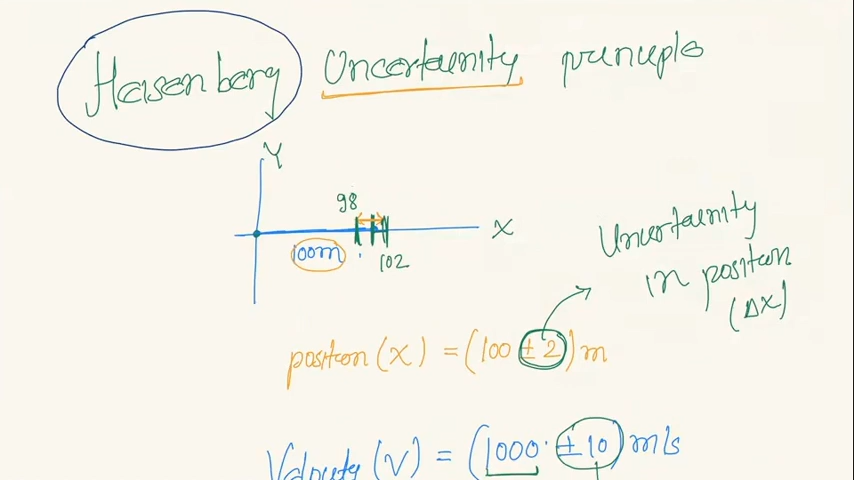 Heisenberg Uncertainity principle
Y
98
X
100m
102
Uncertainity
in position
(Δx)
position (x) = (100 ± 2) m
Velocity (V) = (1000 ± 10) m/s